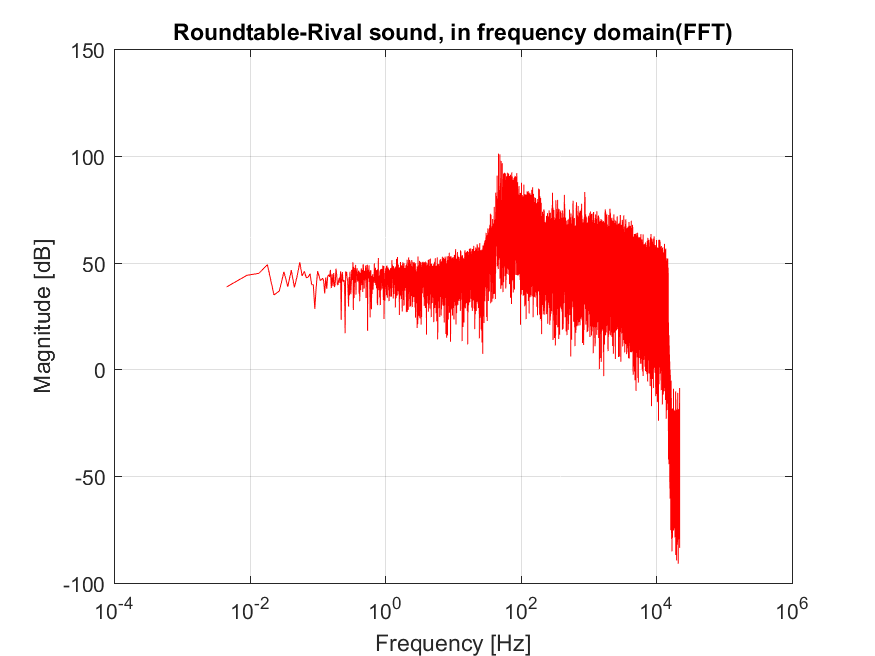 Roundtable-Rival sound, in frequency domain(FFT)
150
100
50
0
-50
-100
Magnitude [dB]
10^-4 10^-2 10^0 10^2 10^4 10^6
Frequency [Hz]